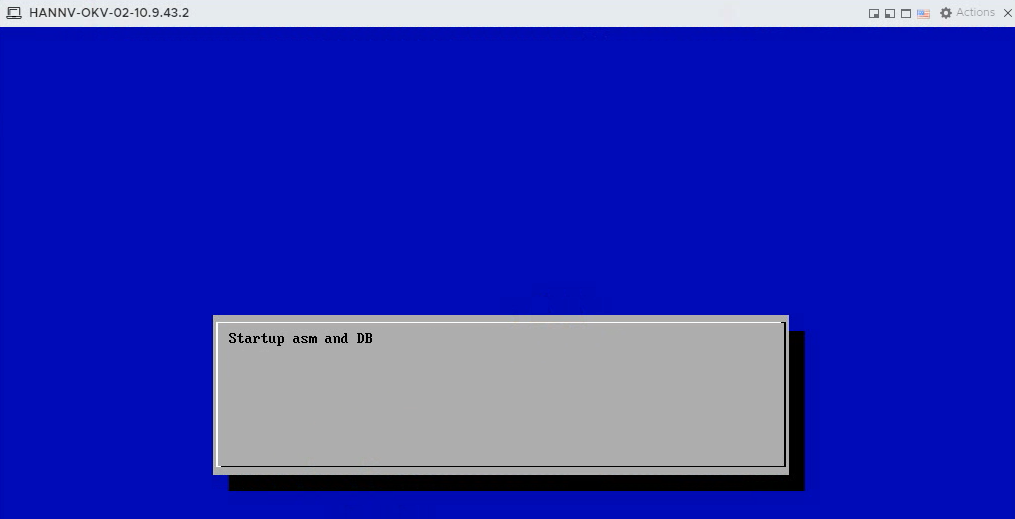 HANNV-OKV-02-10.9.43.2
Actions
Startup asm and DB